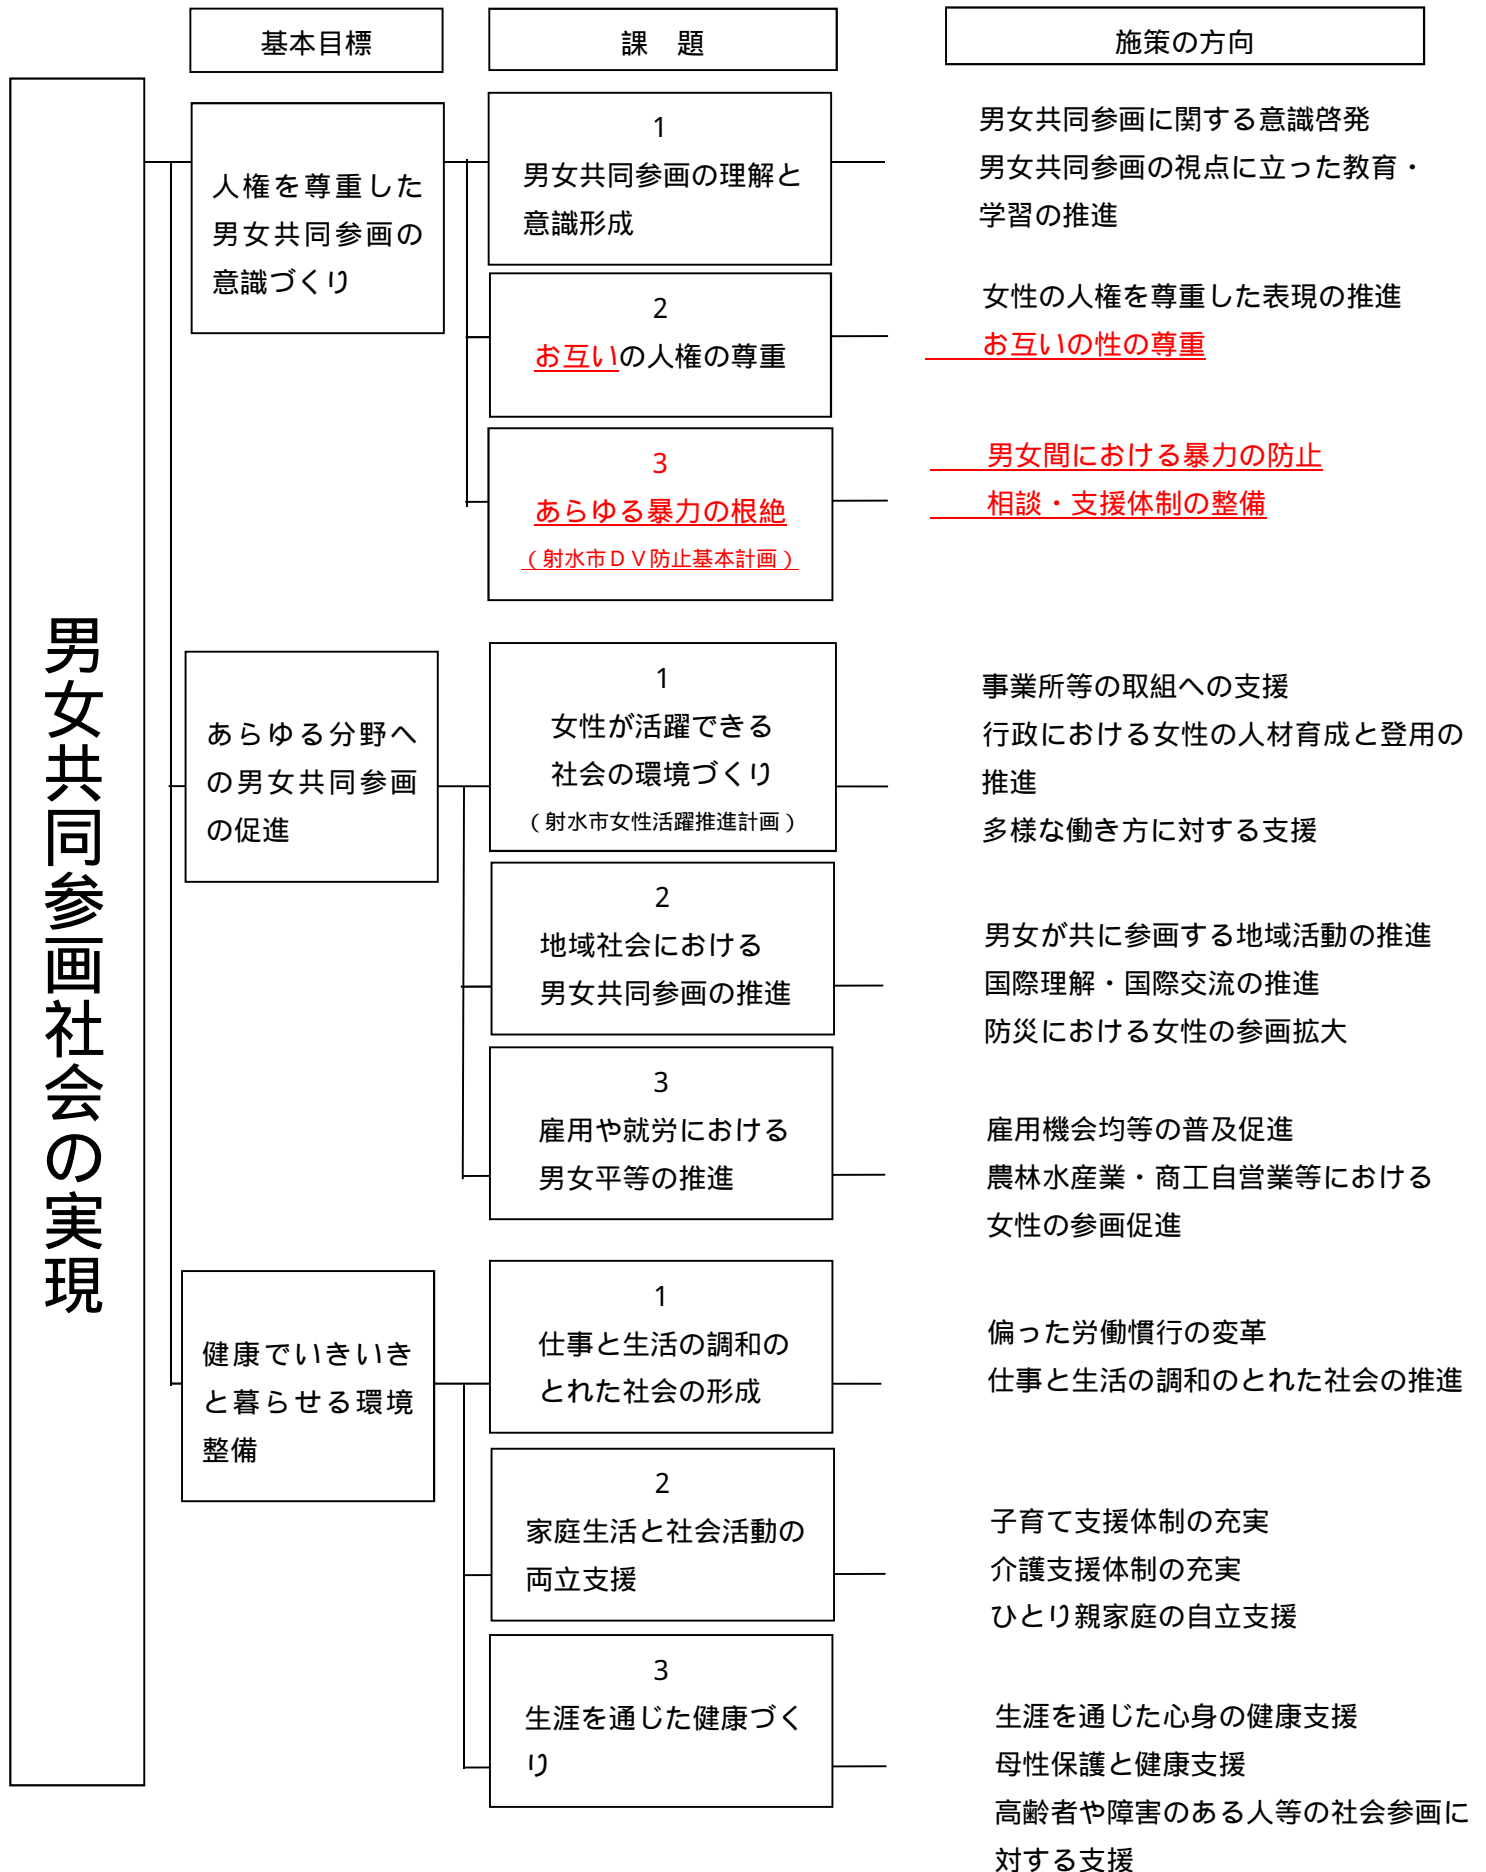 基本目標
課　題
施策の方向
男女共同参画社会の実現
人権を尊重した
男女共同参画の
意識づくり
1
男女共同参画の理解と
意識形成
男女共同参画に関する意識啓発
男女共同参画の視点に立った教育・
学習の推進
2
お互いの人権の尊重
女性の人権を尊重した表現の推進
お互いの性の尊重
3
あらゆる暴力の根絶
（射水市ＤＶ防止基本計画）
男女間における暴力の防止
相談・支援体制の整備
あらゆる分野へ
の男女共同参画
の促進
1
女性が活躍できる
社会の環境づくり
（射水市女性活躍推進計画）
事業所等の取組への支援
行政における女性の人材育成と登用の
推進
多様な働き方に対する支援
2
地域社会における
男女共同参画の推進
男女が共に参画する地域活動の推進
国際理解・国際交流の推進
防災における女性の参画拡大
3
雇用や就労における
男女平等の推進
雇用機会均等の普及促進
農林水産業・商工自営業等における
女性の参画促進
健康でいきいき
と暮らせる環境
整備
1
仕事と生活の調和の
とれた社会の形成
偏った労働慣行の変革
仕事と生活の調和のとれた社会の推進
2
家庭生活と社会活動の
両立支援
子育て支援体制の充実
介護支援体制の充実
ひとり親家庭の自立支援
3
生涯を通じた健康づく
り
生涯を通じた心身の健康支援
母性保護と健康支援
高齢者や障害のある人等の社会参画に
対する支援